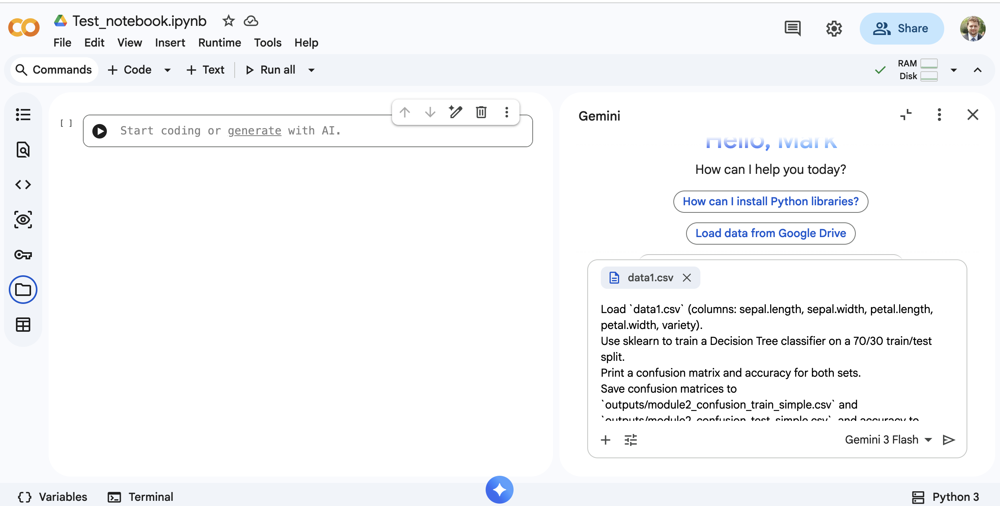 Test_notebook.ipynb
File Edit View Insert Runtime Tools Help
Share
Commands + Code + Text Run all
RAM
Disk
[ ]
Start coding or generate with AI.
Gemini
Hello, Mark
How can I help you today?
How can I install Python libraries?
Load data from Google Drive
data1.csv
Load `data1.csv` (columns: sepal.length, sepal.width, petal.length,
petal.width, variety).
Use sklearn to train a Decision Tree classifier on a 70/30 train/test
split.
Print a confusion matrix and accuracy for both sets.
Save confusion matrices to
`outputs/module2_confusion_train_simple.csv` and
`outputs/module2_confusion_test_simple.csv`, and accuracy to
Gemini 3 Flash
Variables Terminal
Python 3